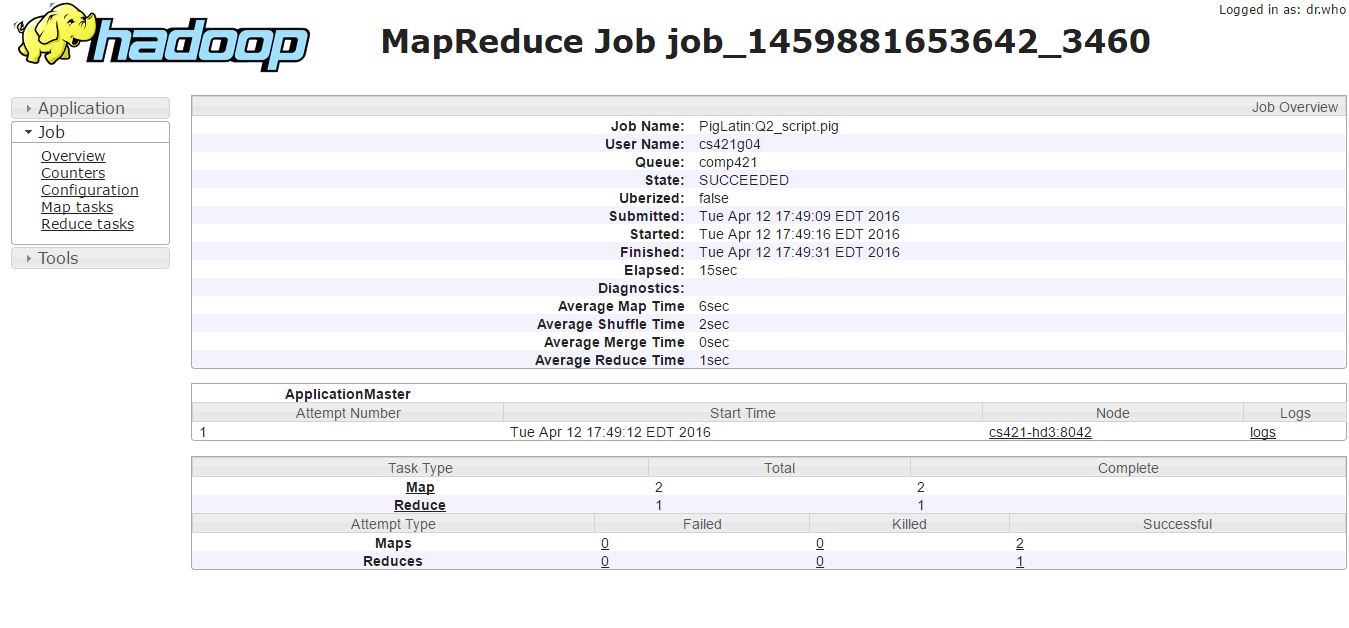 Logged in as: dr.who
hadoop
MapReduce Job job_1459881653642_3460
Application
Job
Overview
Counters
Configuration
Map tasks
Reduce tasks
Tools
Job Overview
Job Name: PigLatin:Q2_script.pig
User Name: cs421g04
Queue: comp421
State: SUCCEEDED
Uberized: false
Submitted: Tue Apr 12 17:49:09 EDT 2016
Started: Tue Apr 12 17:49:16 EDT 2016
Finished: Tue Apr 12 17:49:31 EDT 2016
Elapsed: 15sec
Diagnostics:
Average Map Time 6sec
Average Shuffle Time 2sec
Average Merge Time 0sec
Average Reduce Time 1sec
ApplicationMaster
Attempt Number Start Time Node Logs
1 Tue Apr 12 17:49:12 EDT 2016 cs421-hd3:8042 logs
Task Type Total Complete
Map 2 2
Reduce 1 1
Attempt Type Failed Killed Successful
Maps 0 0 2
Reduces 0 0 1